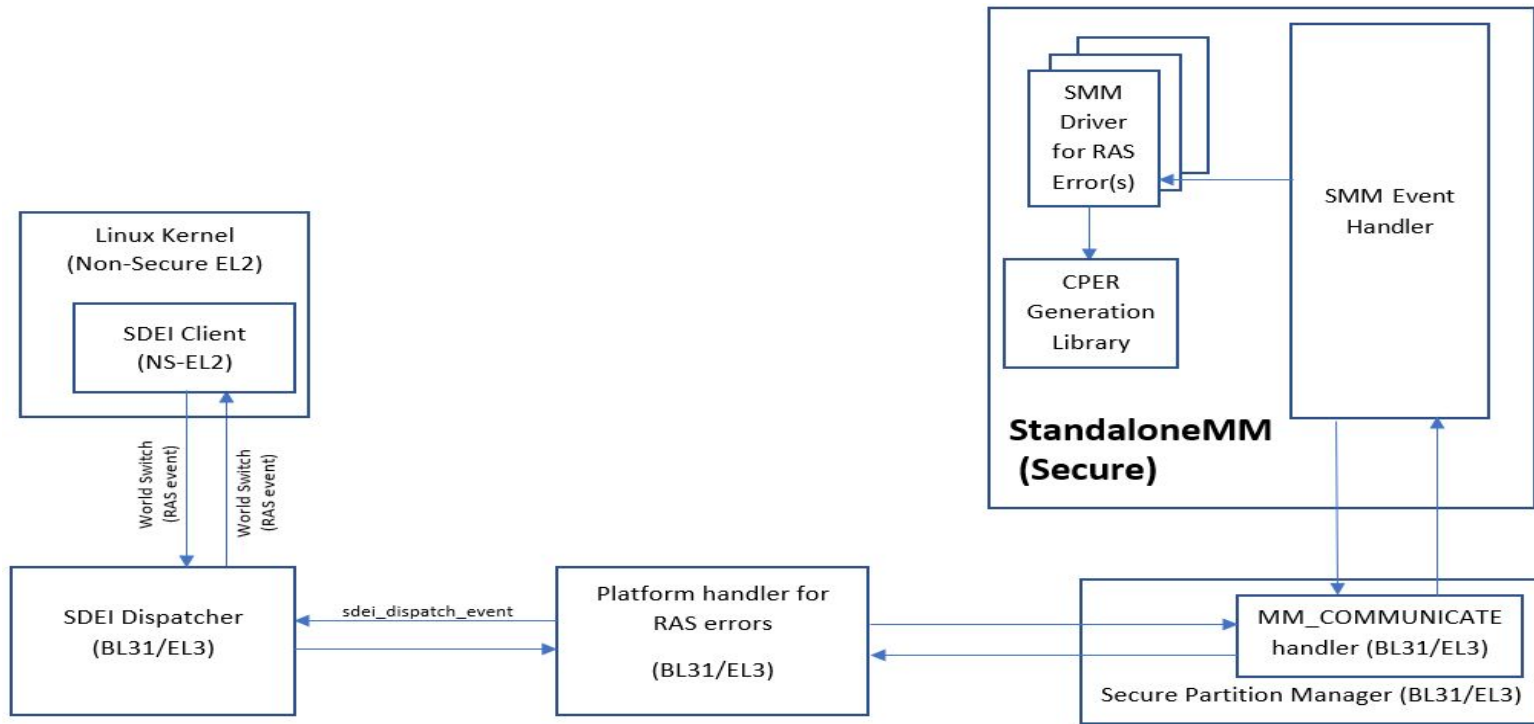 SMM
Driver
for RAS
Error(s)
SMM Event
Handler
CPER
Generation
Library
StandaloneMM
(Secure)
Linux Kernel
(Non-Secure EL2)
SDEI Client
(NS-EL2)
World Switch
(RAS event)
World Switch
(RAS event)
SDEI Dispatcher
(BL31/EL3)
sdei_dispatch_event
Platform handler for
RAS errors
(BL31/EL3)
MM_COMMUNICATE
handler (BL31/EL3)
Secure Partition Manager (BL31/EL3)